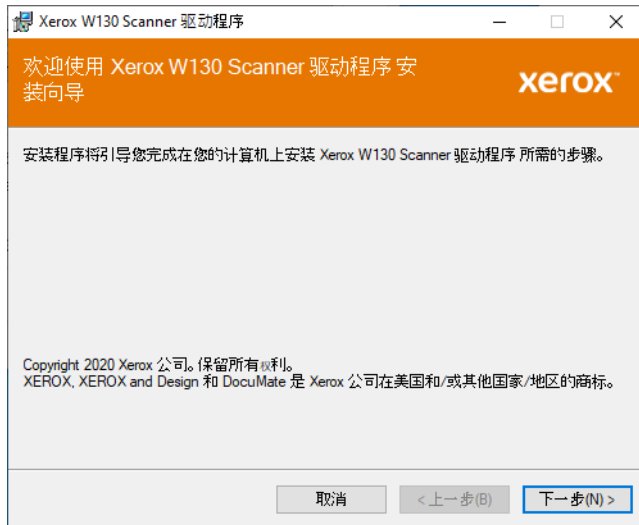 Xerox W130 Scanner 驱动程序
欢迎使用 Xerox W130 Scanner 驱动程序 安
装向导
xerox™
安装程序将引导您完成在您的计算机上安装 Xerox W130 Scanner 驱动程序 所需的步骤。
Copyright 2020 Xerox 公司。保留所有权利。
XEROX, XEROX and Design 和 DocuMate 是 Xerox 公司在美国和/或其他国家/地区的商标。
取消
<上一步(B)
下一步(N) >